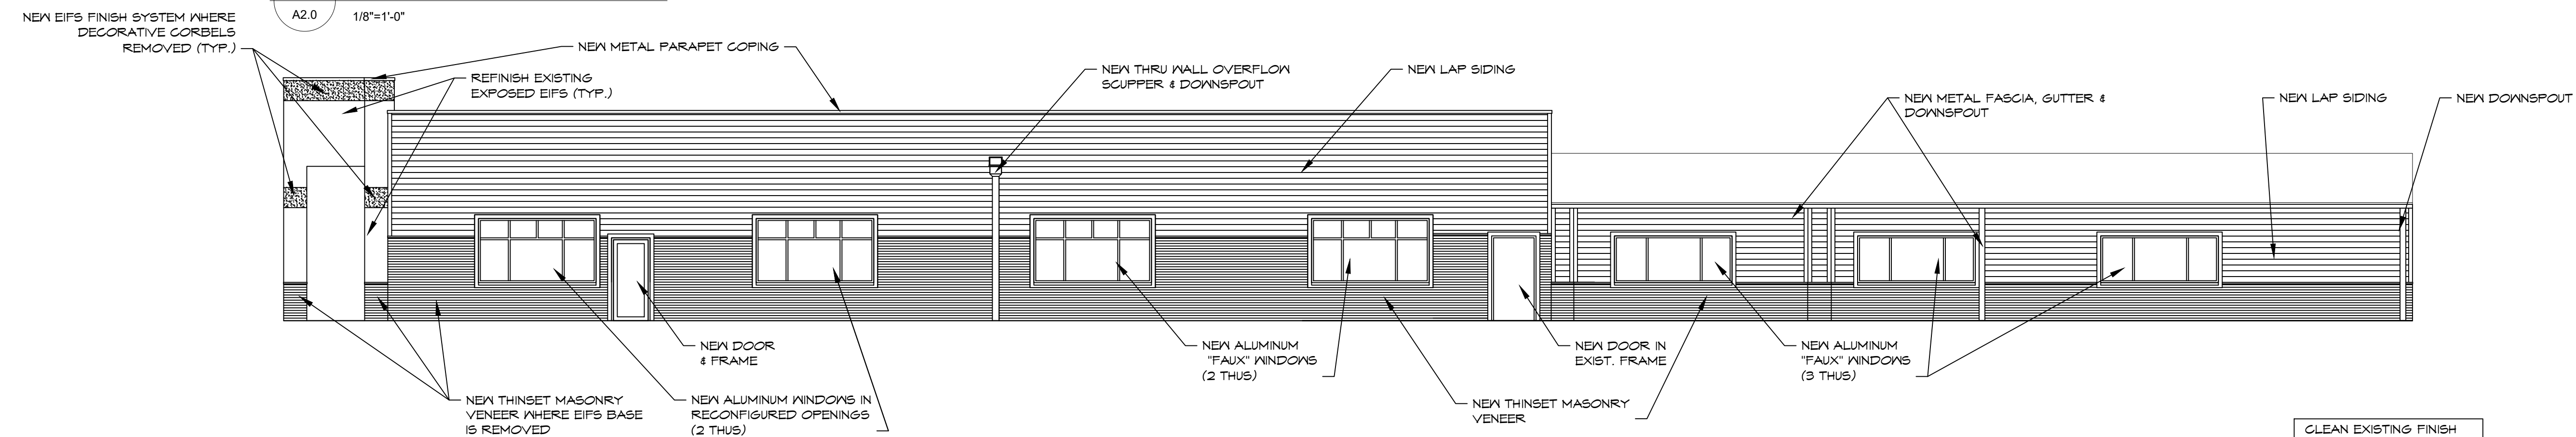 A2.0
1/8"=1'-0"
NEW EIFS FINISH SYSTEM WHERE
DECORATIVE CORBELS
REMOVED (TYP.)
NEW METAL PARAPET COPING
REFINISH EXISTING
EXPOSED EIFS (TYP.)
NEW THRU WALL OVERFLOW
SCUPPER & DOWNSPOUT
NEW LAP SIDING
NEW METAL FASCIA, GUTTER &
DOWNSPOUT
NEW LAP SIDING
NEW DOWNSPOUT
NEW DOOR
& FRAME
NEW ALUMINUM
"FAUX" WINDOWS
(2 THUS)
NEW DOOR IN
EXIST. FRAME
NEW ALUMINUM
"FAUX" WINDOWS
(3 THUS)
NEW THINSET MASONRY
VENEER WHERE EIFS BASE
IS REMOVED
NEW ALUMINUM WINDOWS IN
RECONFIGURED OPENINGS
(2 THUS)
NEW THINSET MASONRY
VENEER
CLEAN EXISTING FINISH